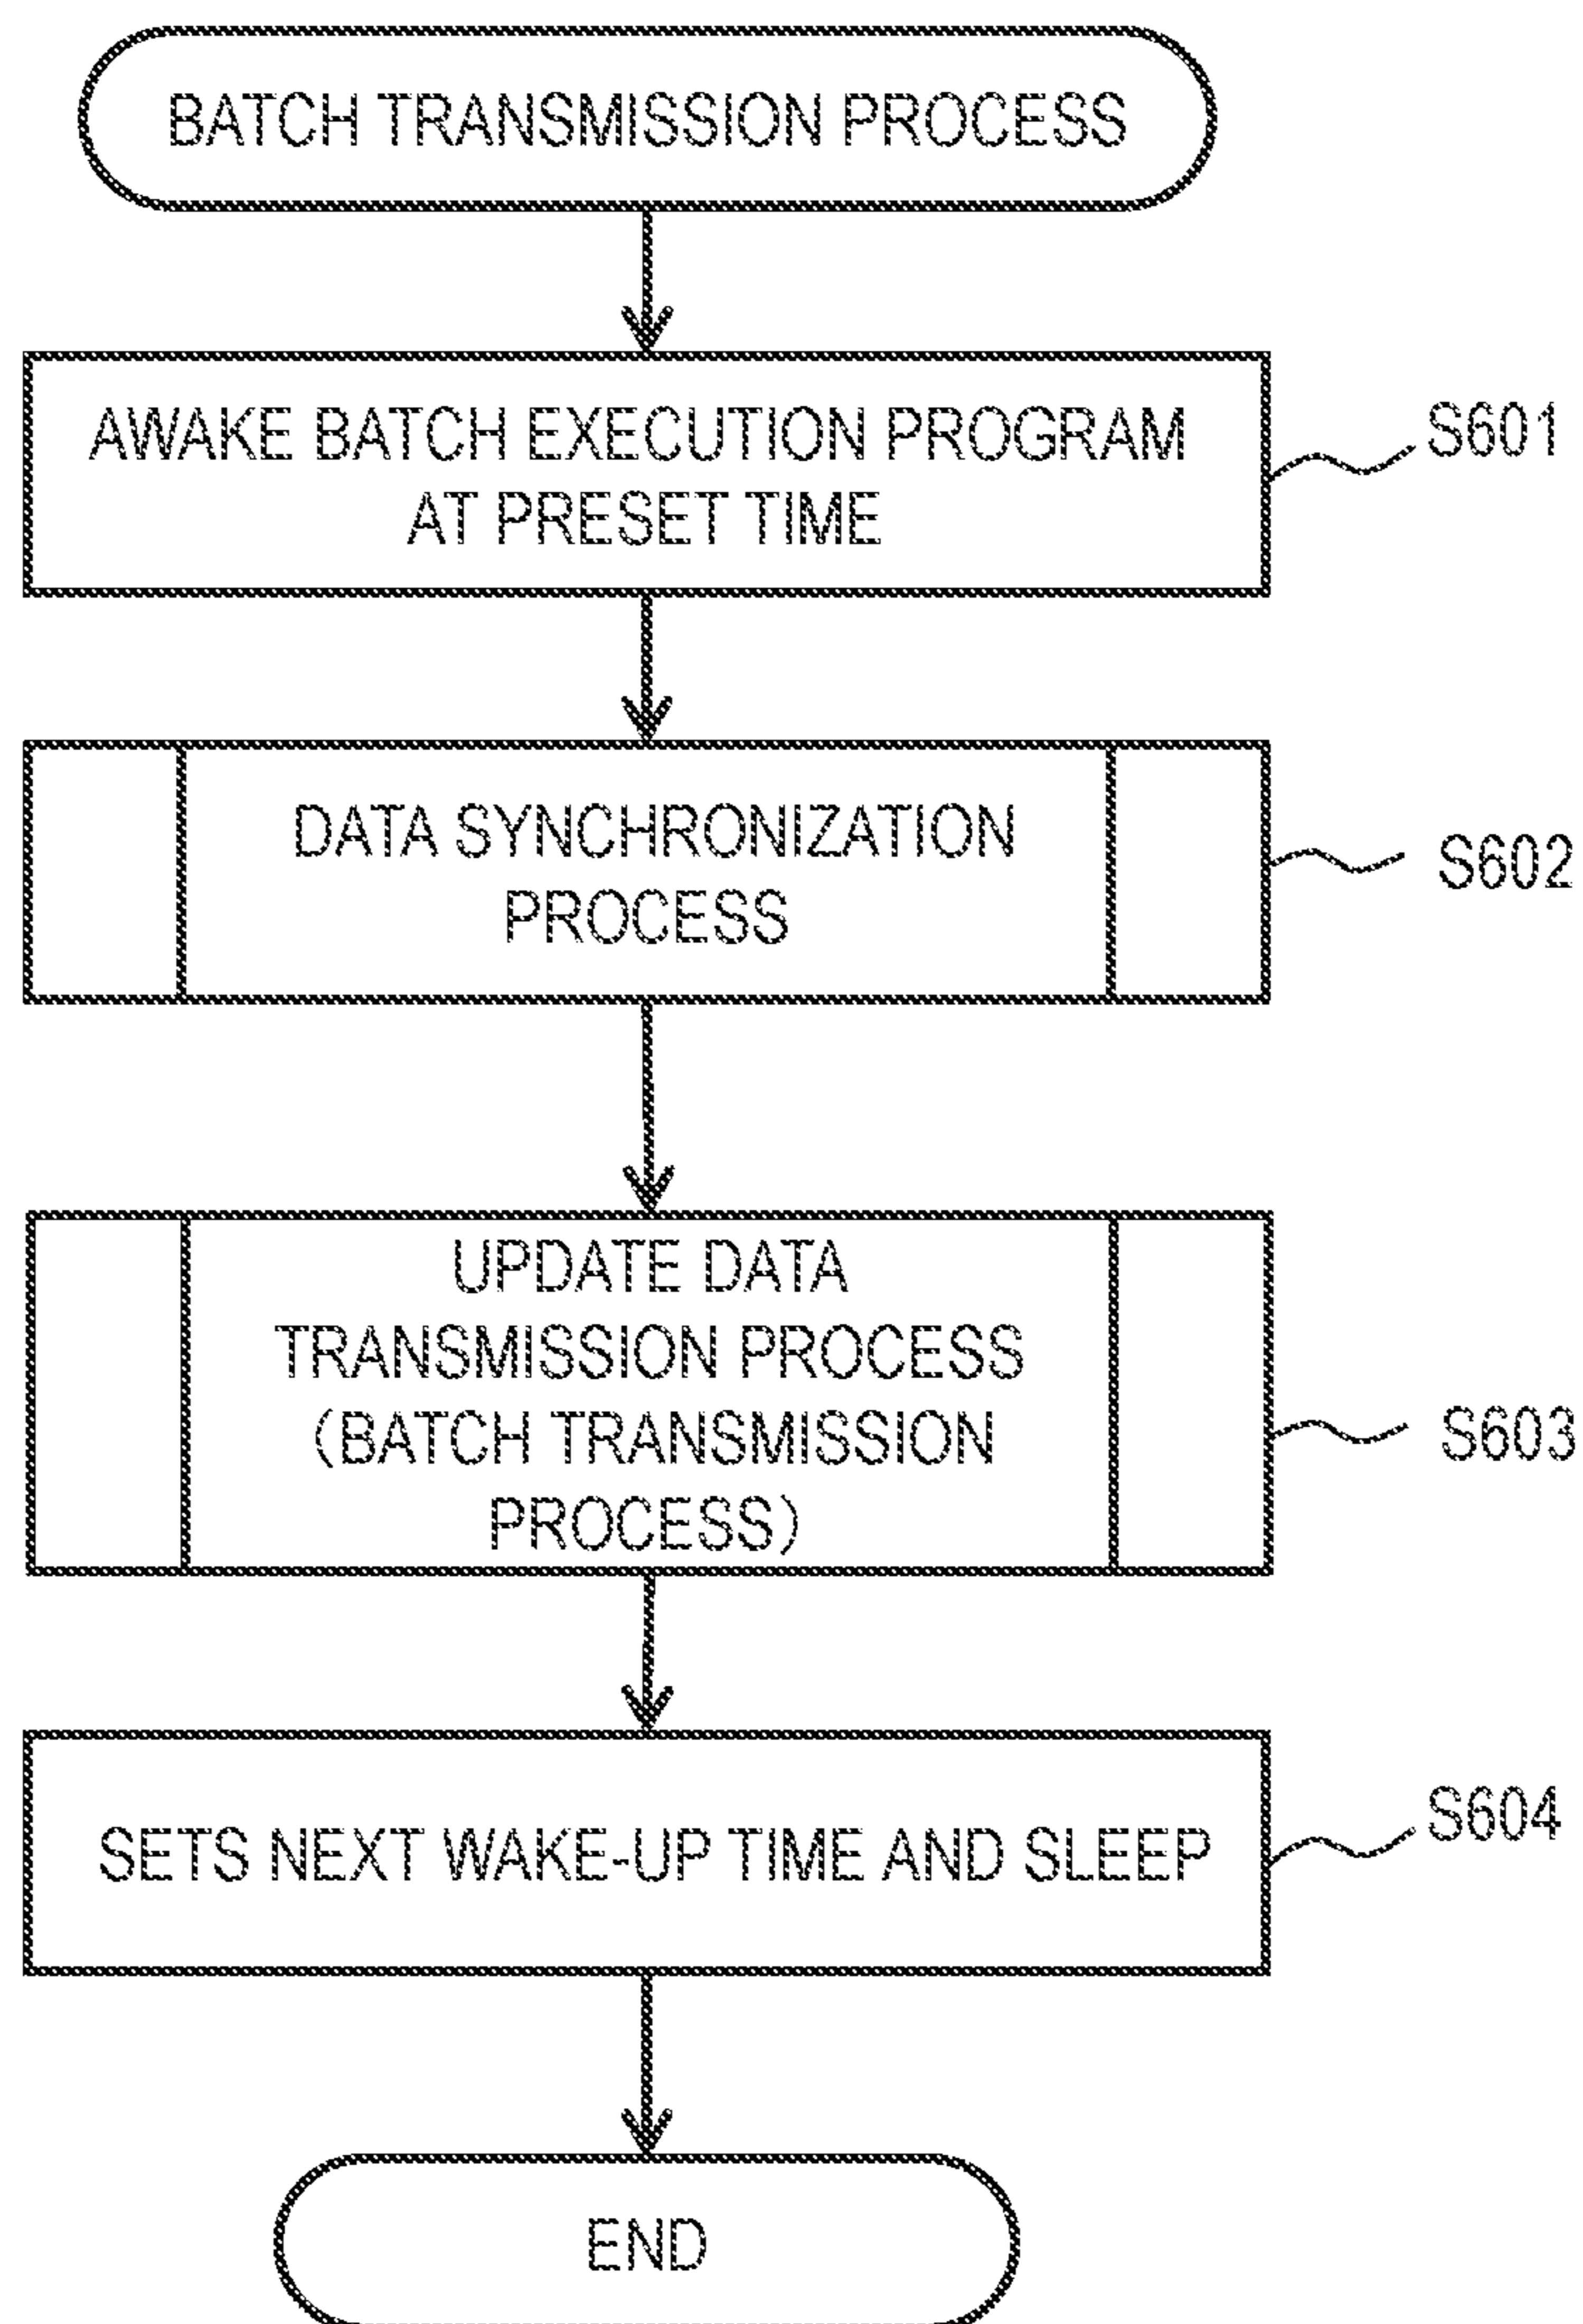 BATCH TRANSMISSION PROCESS
AWAKE BATCH EXECUTION PROGRAM
AT PRESET TIME
S601
DATA SYNCHRONIZATION
PROCESS
S602
UPDATE DATA
TRANSMISSION PROCESS
(BATCH TRANSMISSION
PROCESS)
S603
SETS NEXT WAKE-UP TIME AND SLEEP
S604
END